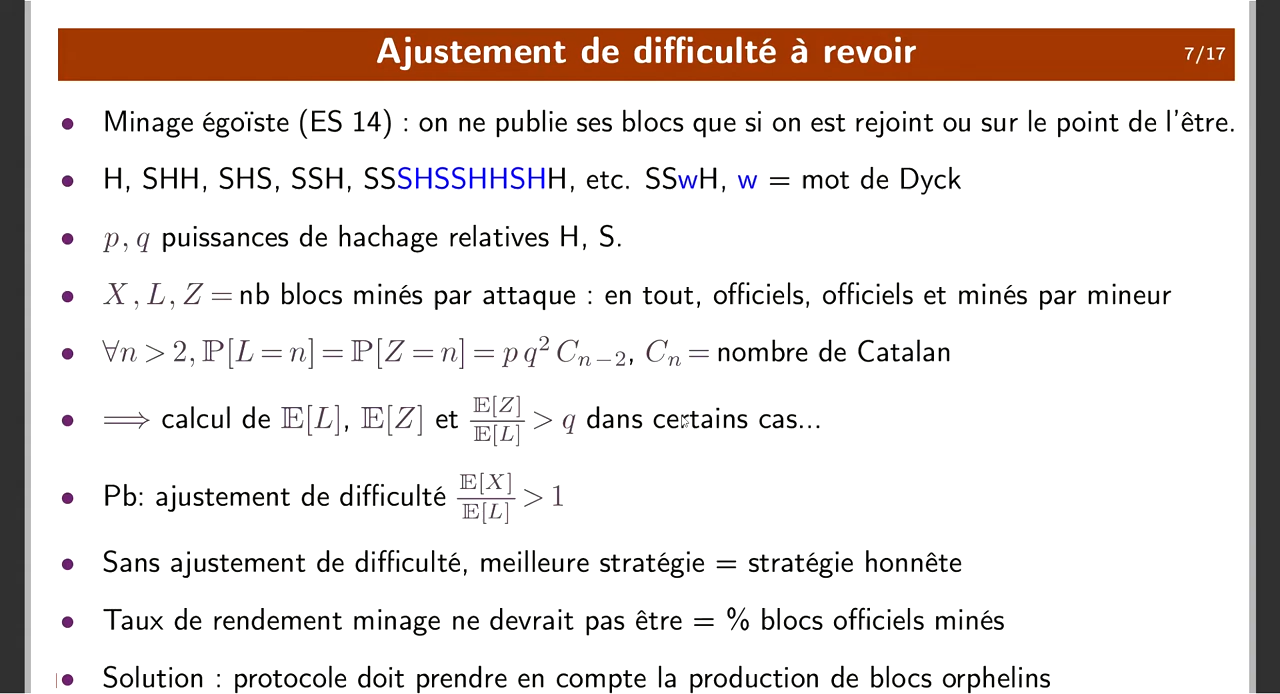 Ajustement de difficulté à revoir
7/17
• Minage égoïste (ES 14) : on ne publie ses blocs que si on est rejoint ou sur le point de l'être.
• H, SHH, SHS, SSH, SSSHSSHHSHH, etc. SSwH, w = mot de Dyck
• p, q puissances de hachage relatives H, S.
• X, L, Z = nb blocs minés par attaque : en tout, officiels, officiels et minés par mineur
• ∀n > 2, ℙ[L = n] = ℙ[Z = n] = p q² Cₙ₋₂, Cₙ = nombre de Catalan
• ⟹ calcul de 𝔼[L], 𝔼[Z] et 𝔼[Z]/𝔼[L] > q dans certains cas...
• Pb: ajustement de difficulté 𝔼[X]/𝔼[L] > 1
• Sans ajustement de difficulté, meilleure stratégie = stratégie honnête
• Taux de rendement minage ne devrait pas être = % blocs officiels minés
• Solution : protocole doit prendre en compte la production de blocs orphelins